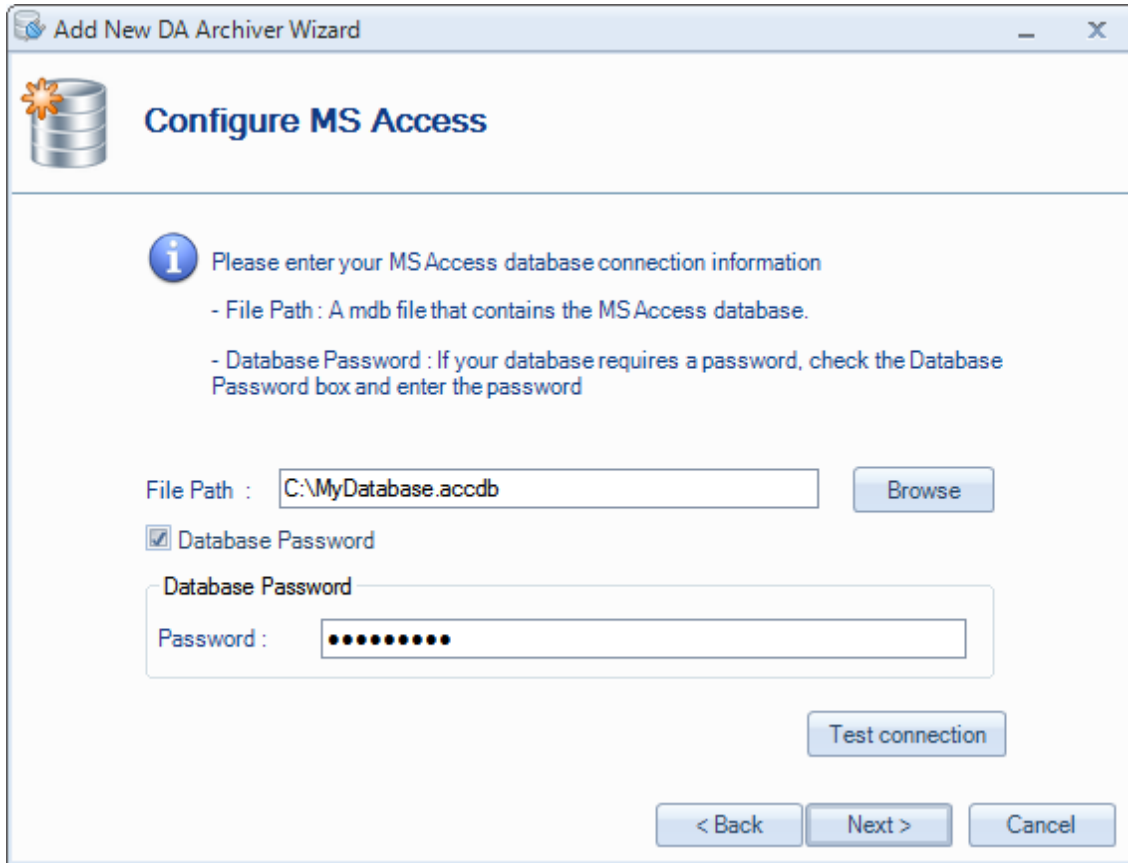 Add New DA Archiver Wizard
Configure MS Access
Please enter your MS Access database connection information
- File Path : A mdb file that contains the MS Access database.
- Database Password : If your database requires a password, check the Database
Password box and enter the password
File Path : C:\MyDatabase.accdb Browse
Database Password
Database Password
Password : •••••••••
Test connection
< Back Next > Cancel